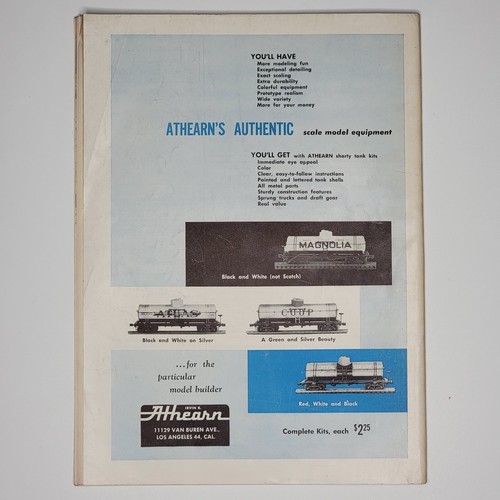 YOU'LL HAVE
More modeling fun
Exceptional detailing
Exact scaling
Extra durability
Colorful equipment
Prototype realism
Wide variety
More for your money
ATHEARN'S AUTHENTIC scale model equipment
YOU'LL GET with ATHEARN shorty tank kits
Immediate eye appeal
Color
Clear, easy-to-follow instructions
Painted and lettered tank shells
All metal parts
Sturdy construction features
Sprung trucks and draft gear
Real value
MAGNOLIA
Black and White (not Scotch)
ATLAS
Black and White on Silver
A Green and Silver Beauty
...for the
particular
model builder
Red, White and Black
IRVIN R.
Athearn
11129 VAN BUREN AVE.,
LOS ANGELES 44, CAL.
Complete Kits, each $2.25